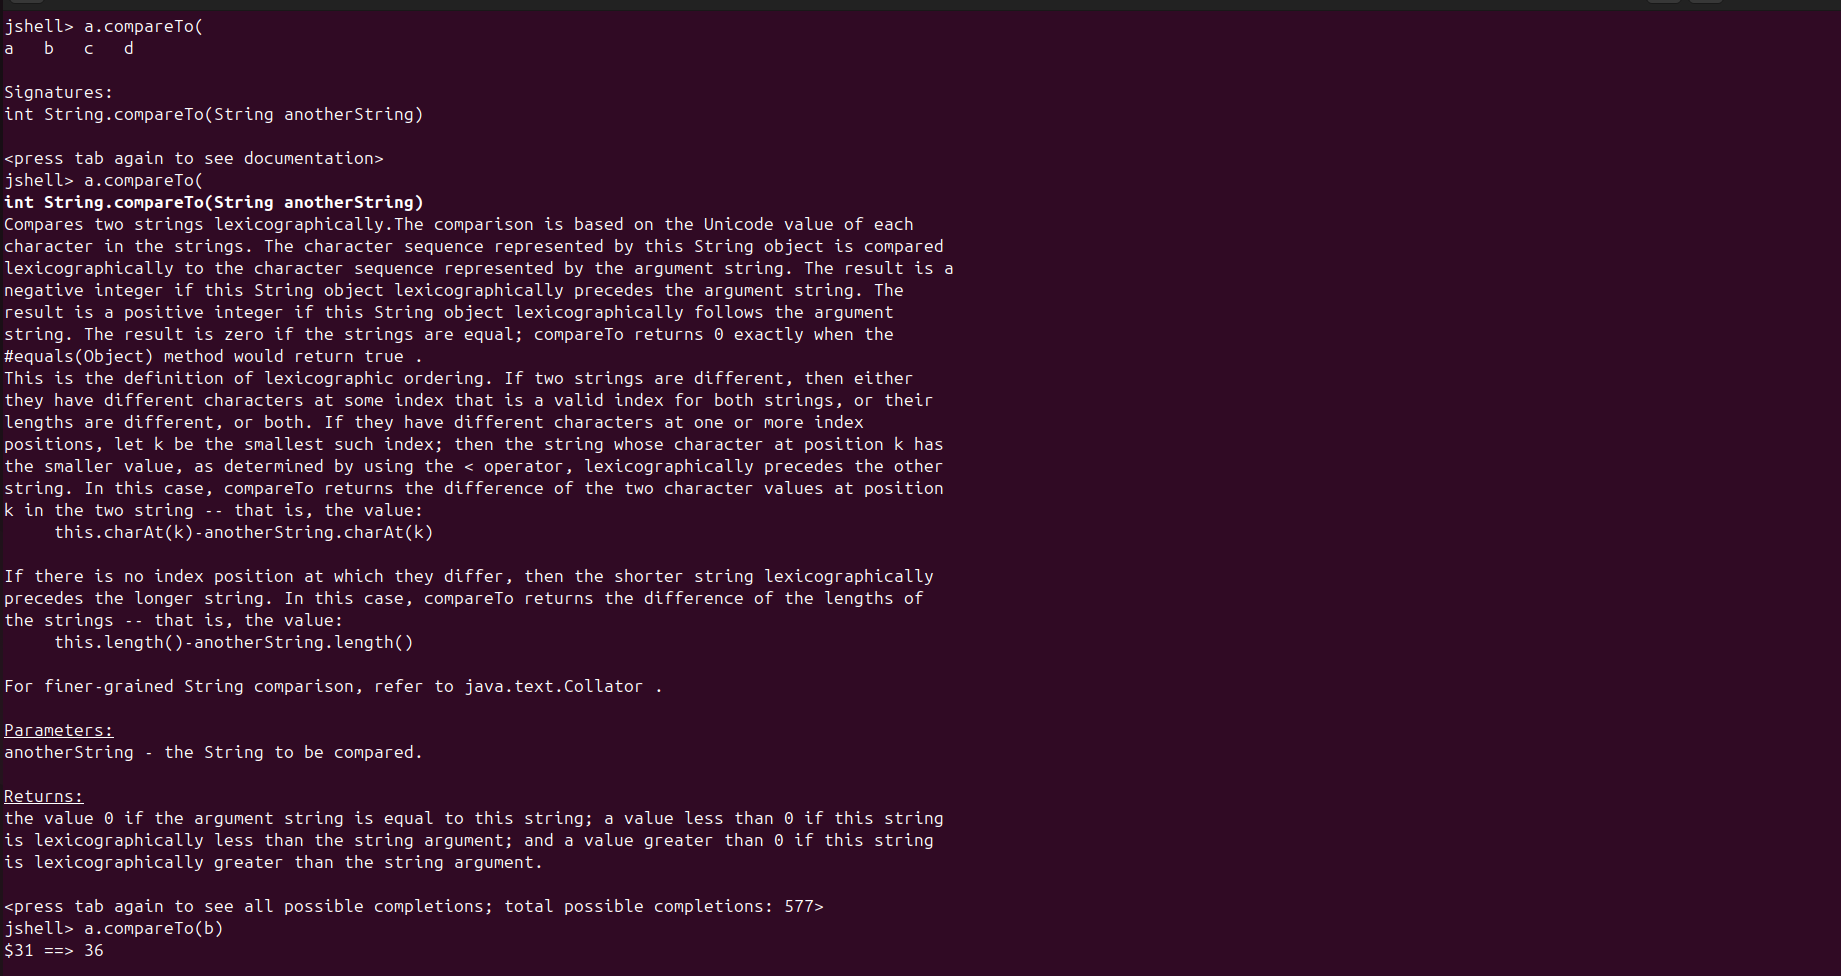 jshell> a.compareTo(
a   b   c   d
Signatures:
int String.compareTo(String anotherString)
<press tab again to see documentation>
jshell> a.compareTo(
int String.compareTo(String anotherString)
Compares two strings lexicographically.The comparison is based on the Unicode value of each
character in the strings. The character sequence represented by this String object is compared
lexicographically to the character sequence represented by the argument string. The result is a
negative integer if this String object lexicographically precedes the argument string. The
result is a positive integer if this String object lexicographically follows the argument
string. The result is zero if the strings are equal; compareTo returns 0 exactly when the
#equals(Object) method would return true .
This is the definition of lexicographic ordering. If two strings are different, then either
they have different characters at some index that is a valid index for both strings, or their
lengths are different, or both. If they have different characters at one or more index
positions, let k be the smallest such index; then the string whose character at position k has
the smaller value, as determined by using the < operator, lexicographically precedes the other
string. In this case, compareTo returns the difference of the two character values at position
k in the two string -- that is, the value:
     this.charAt(k)-anotherString.charAt(k)
If there is no index position at which they differ, then the shorter string lexicographically
precedes the longer string. In this case, compareTo returns the difference of the lengths of
the strings -- that is, the value:
     this.length()-anotherString.length()
For finer-grained String comparison, refer to java.text.Collator .
Parameters:
anotherString - the String to be compared.
Returns:
the value 0 if the argument string is equal to this string; a value less than 0 if this string
is lexicographically less than the string argument; and a value greater than 0 if this string
is lexicographically greater than the string argument.
<press tab again to see all possible completions; total possible completions: 577>
jshell> a.compareTo(b)
$31 ==> 36